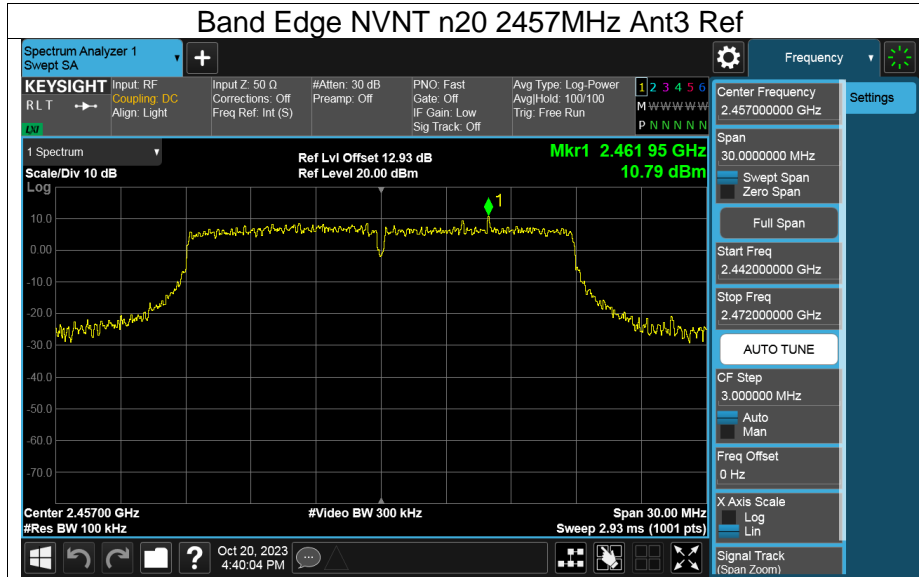 Band Edge NVNT n20 2457MHz Ant3 Ref
Spectrum Analyzer 1
Swept SA
Frequency
KEYSIGHT
R L T
LXI
Input: RF
Coupling: DC
Align: Light
Input Z: 50 Ω
Corrections: Off
Freq Ref: Int (S)
#Atten: 30 dB
Preamp: Off
PNO: Fast
Gate: Off
IF Gain: Low
Sig Track: Off
Avg Type: Log-Power
Avg|Hold: 100/100
Trig: Free Run
1 2 3 4 5 6
M W W W W W
P N N N N N
1 Spectrum
Scale/Div 10 dB
Ref Lvl Offset 12.93 dB
Ref Level 20.00 dBm
Mkr1 2.461 95 GHz
10.79 dBm
Log
1
10.0
0.00
-10.0
-20.0
-30.0
-40.0
-50.0
-60.0
-70.0
Center 2.45700 GHz
#Res BW 100 kHz
#Video BW 300 kHz
Span 30.00 MHz
Sweep 2.93 ms (1001 pts)
Oct 20, 2023
4:40:04 PM
Center Frequency
2.457000000 GHz
Settings
Span
30.0000000 MHz
Swept Span
Zero Span
Full Span
Start Freq
2.442000000 GHz
Stop Freq
2.472000000 GHz
AUTO TUNE
CF Step
3.000000 MHz
Auto
Man
Freq Offset
0 Hz
X Axis Scale
Log
Lin
Signal Track
(Span Zoom)